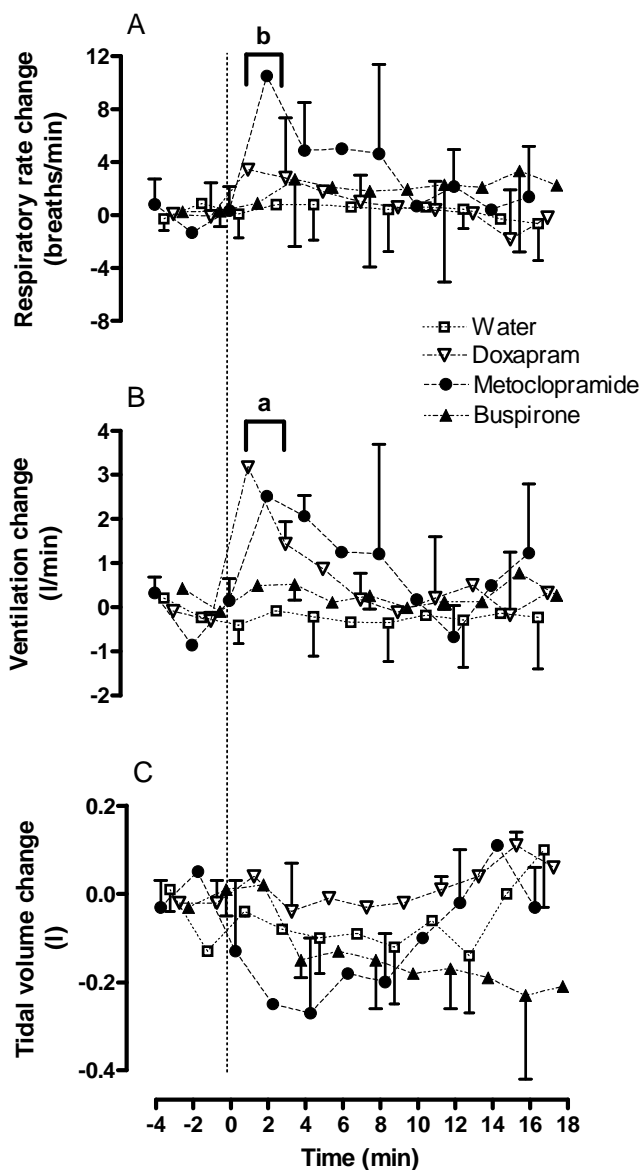 A
b
Respiratory rate change
(breaths/min)
12
8
4
0
-4
-8
Water
Doxapram
Metoclopramide
Buspirone
B
a
Ventilation change
(l/min)
4
3
2
1
0
-1
-2
C
Tidal volume change
(l)
0.2
0.0
-0.2
-0.4
-4 -2 0 2 4 6 8 10 12 14 16 18
Time (min)